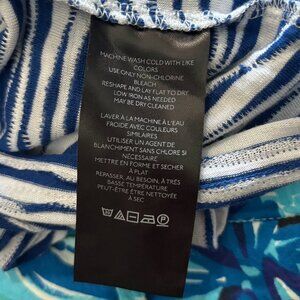 MACHINE WASH COLD WITH LIKE
COLORS
USE ONLY NON-CHLORINE
BLEACH
RESHAPE AND LAY FLAT TO DRY
LOW IRON AS NEEDED
MAY BE DRY CLEANED
LAVER À LA MACHINE À L'EAU
FROIDE AVEC COULEURS
SIMILAIRES
UTILISER UN AGENT DE
BLANCHIMENT SANS CHLORE SI
NÉCESSAIRE
METTRE EN FORME ET SÉCHER
À PLAT
REPASSER, AU BESOIN, À TRÈS
BASSE TEMPÉRATURE
PEUT-ÊTRE ÊTRE NETTOYÉE
À SEC